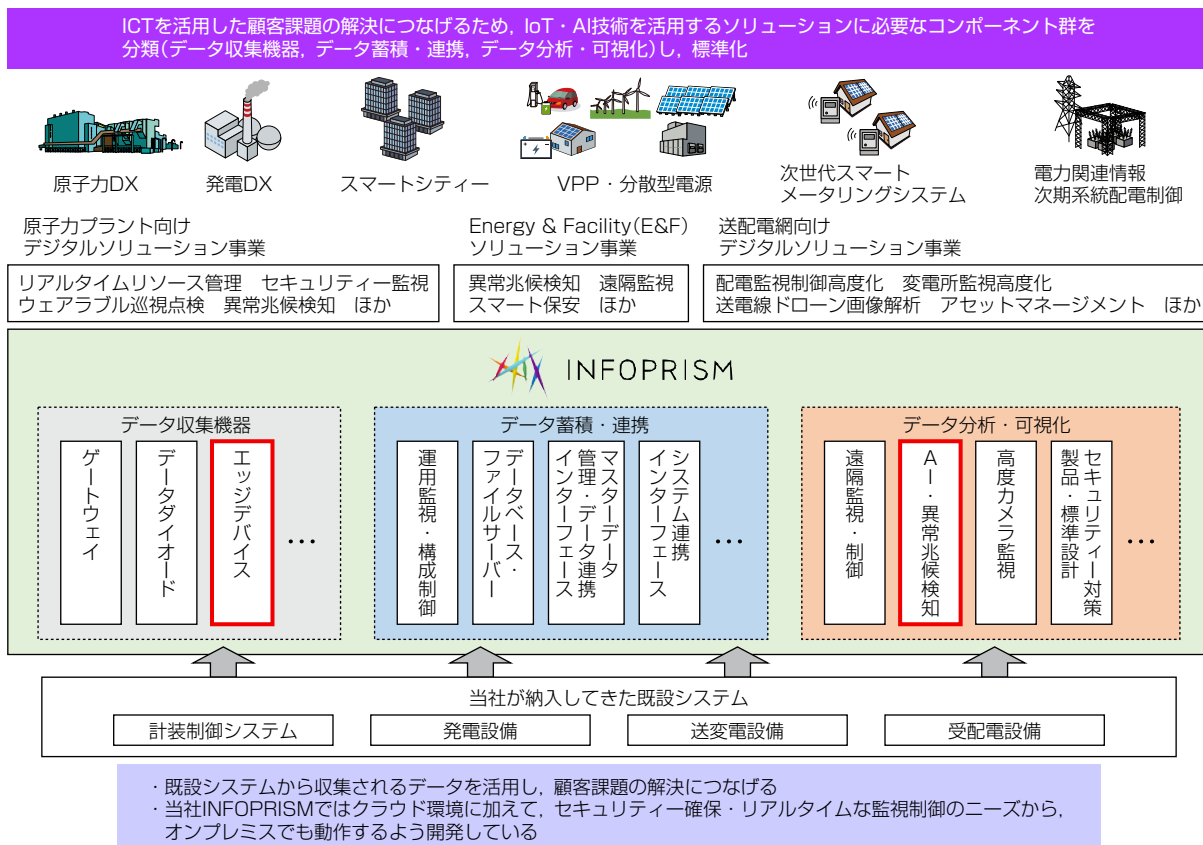 ICTを活用した顧客課題の解決につなげるため，IoT・AI技術を活用するソリューションに必要なコンポーネント群を
分類(データ収集機器，データ蓄積・連携，データ分析・可視化)し，標準化
原子力DX
発電DX
スマートシティー
VPP・分散型電源
次世代スマート
メータリングシステム
電力関連情報
次期系統配電制御
原子力プラント向け
デジタルソリューション事業
リアルタイムリソース管理　セキュリティー監視
ウェアラブル巡視点検　異常兆候検知　ほか
Energy & Facility(E&F)
ソリューション事業
異常兆候検知　遠隔監視
スマート保安　ほか
送配電網向け
デジタルソリューション事業
配電監視制御高度化　変電所監視高度化
送電線ドローン画像解析　アセットマネージメント　ほか
INFOPRISM
データ収集機器
ゲートウェイ
データダイオード
エッジデバイス
…
データ蓄積・連携
運用監視・構成制御
データベース・
ファイルサーバー
マスターデータ
管理・データ連携
インターフェース
システム連携
インターフェース
…
データ分析・可視化
遠隔監視・制御
AI・異常兆候検知
高度カメラ監視
セキュリティー対策
製品・標準設計
…
当社が納入してきた既設システム
計装制御システム
発電設備
送変電設備
受配電設備
・既設システムから収集されるデータを活用し，顧客課題の解決につなげる
・当社INFOPRISMではクラウド環境に加えて，セキュリティー確保・リアルタイムな監視制御のニーズから，
オンプレミスでも動作するよう開発している